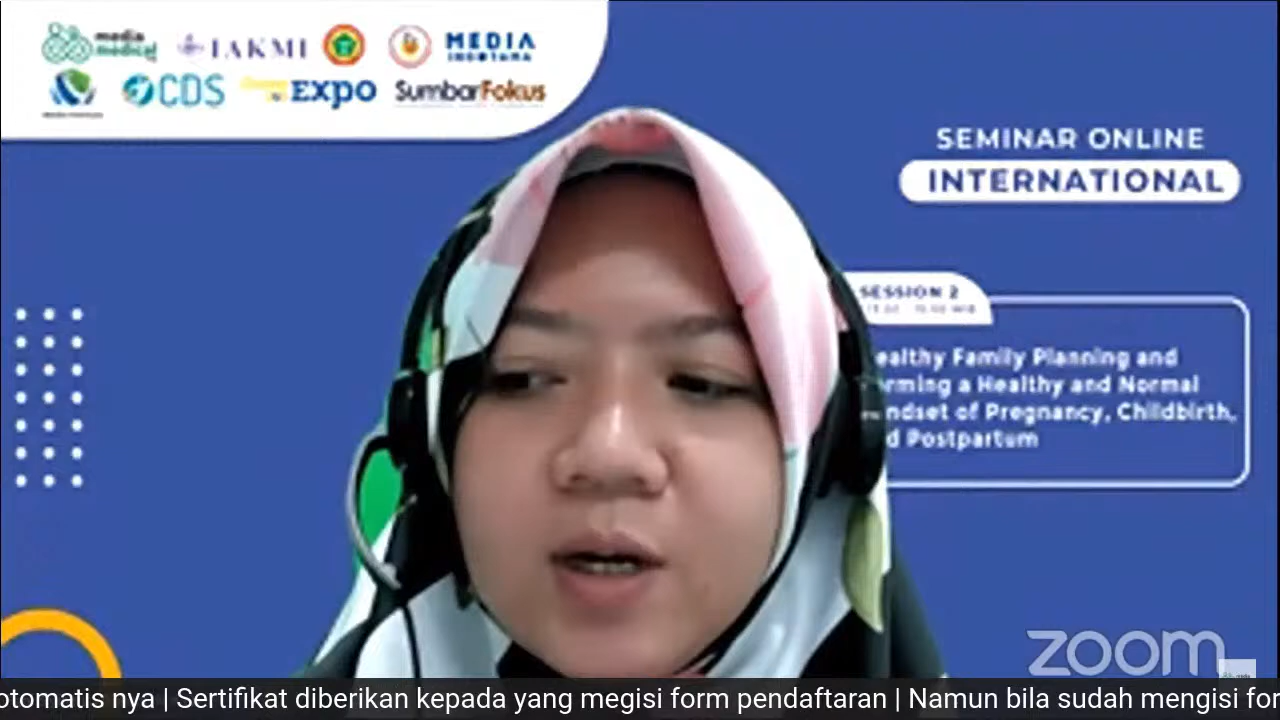 media
medical
IAKMI
MEDIA
INDOTAMA
CDS
EXPO
SumbarFokus
SEMINAR ONLINE
INTERNATIONAL
SESSION 2
ealthy Family Planning and
rming a Healthy and Normal
ndset of Pregnancy, Childbirth,
d Postpartum
zoom
otomatis nya | Sertifikat diberikan kepada yang megisi form pendaftaran | Namun bila sudah mengisi for